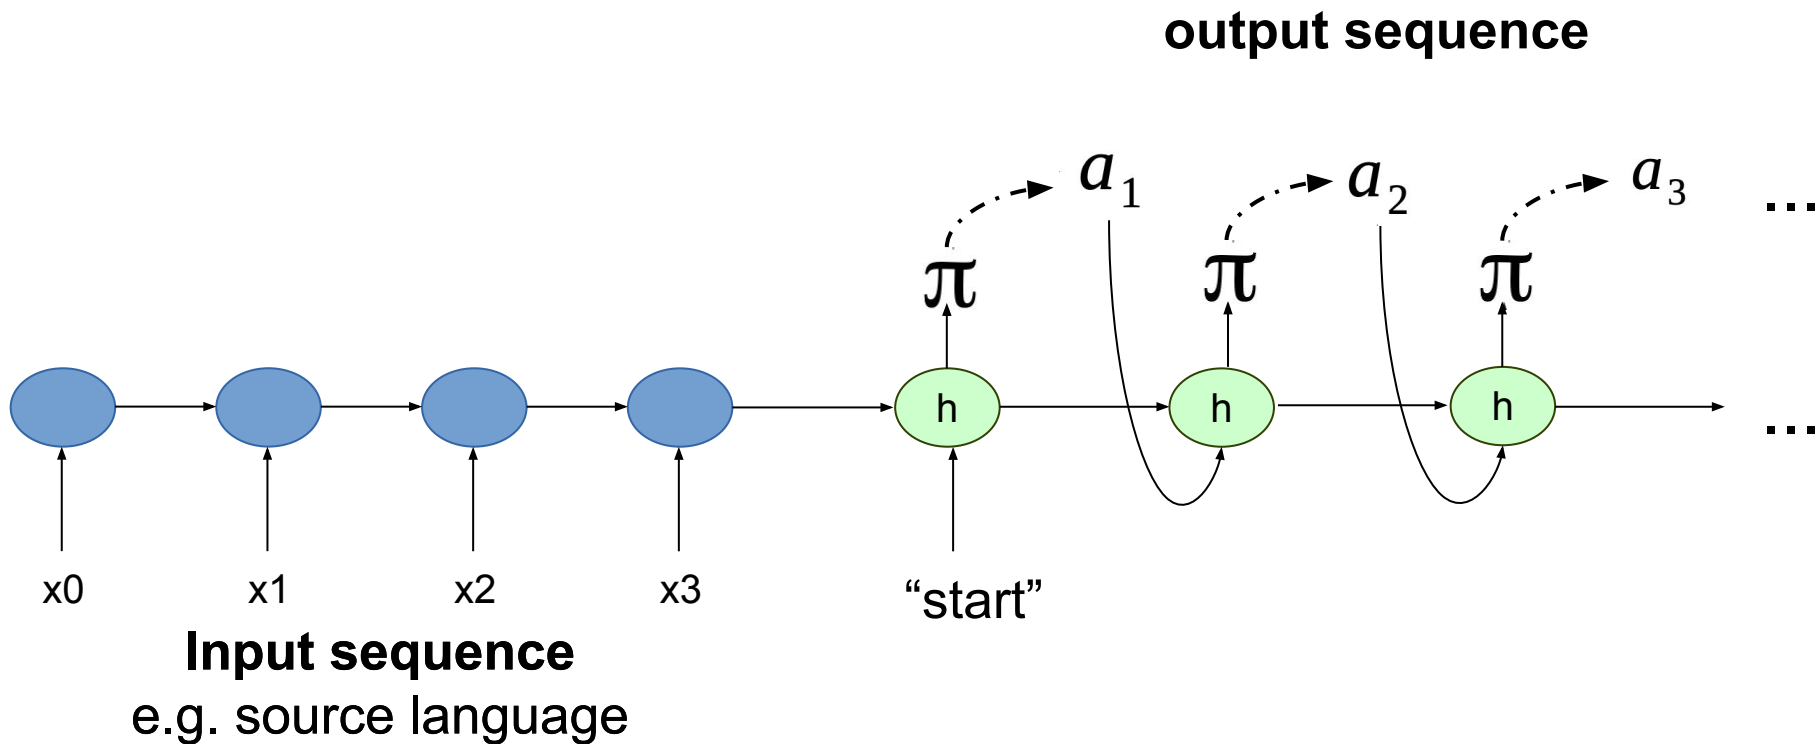 output sequence
a1 a2 a3 ...
π π π
h h h ...
x0 x1 x2 x3 “start”
Input sequence
e.g. source language